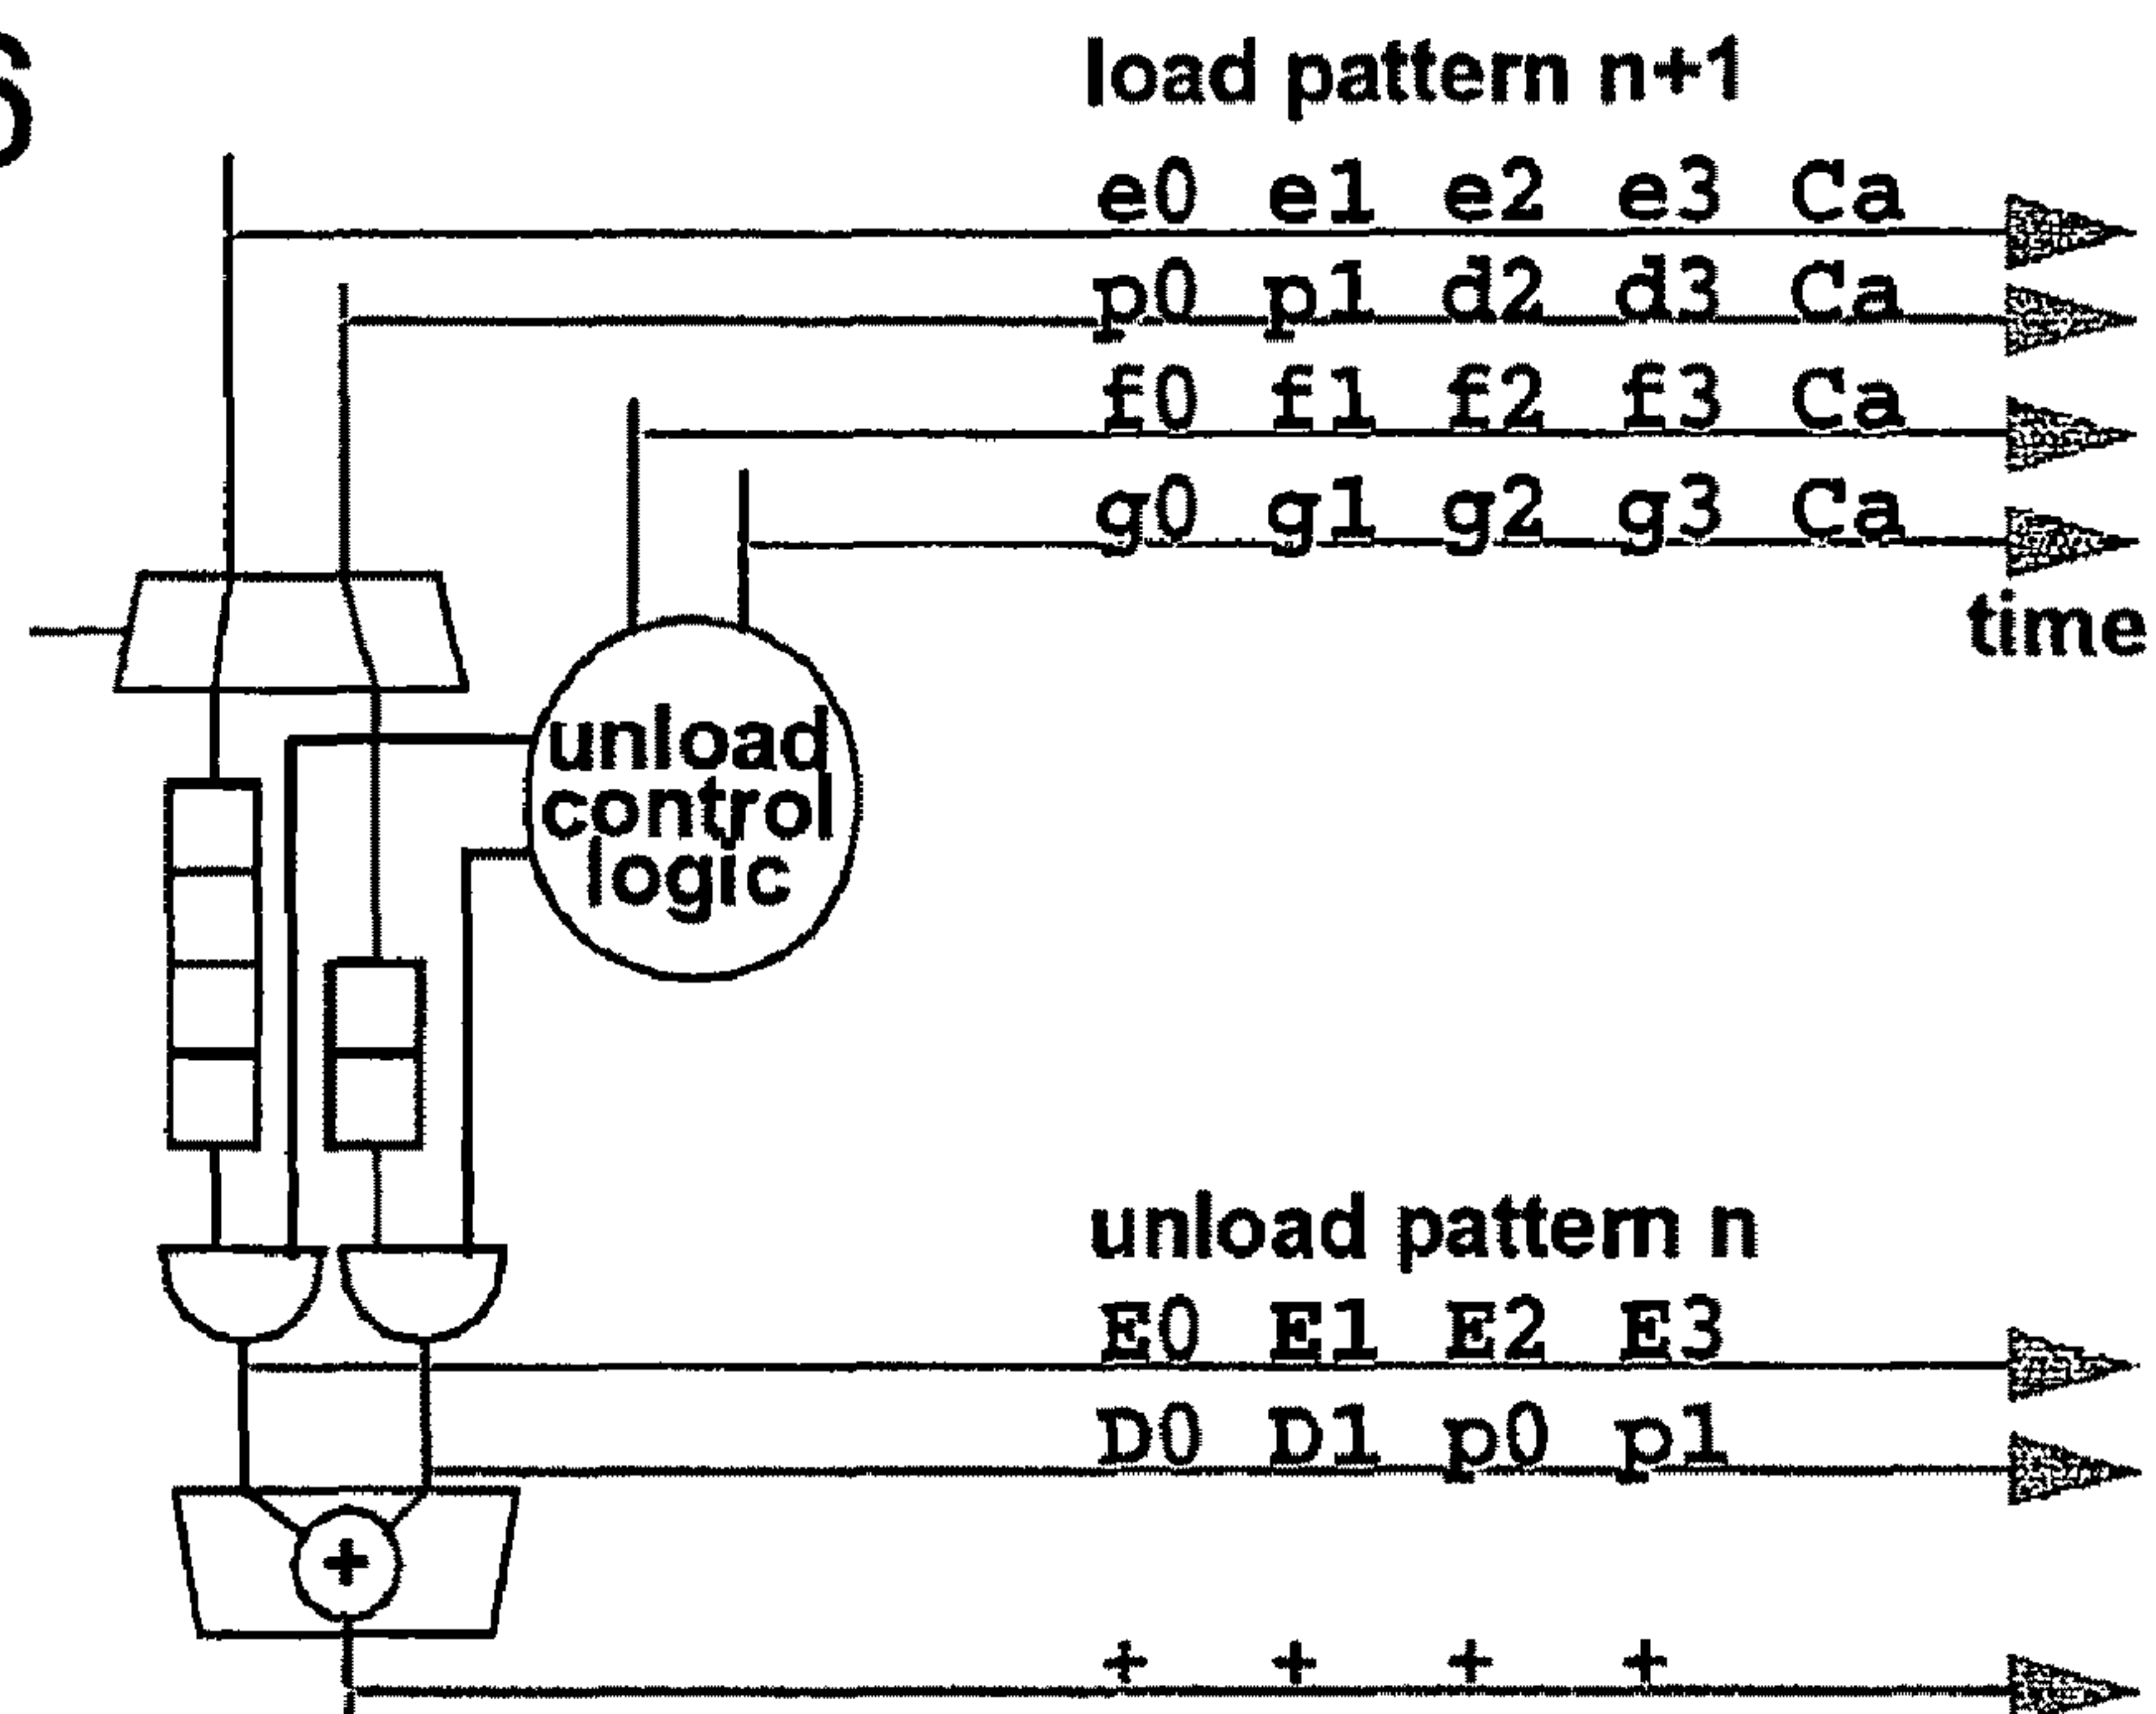 load pattern n+1
e0 e1 e2 e3 Ca
p0 p1 d2 d3 Ca
f0 f1 f2 f3 Ca
g0 g1 g2 g3 Ca
time
unload
control
logic
unload pattern n
E0 E1 E2 E3
D0 D1 p0 p1
+
+ + + +